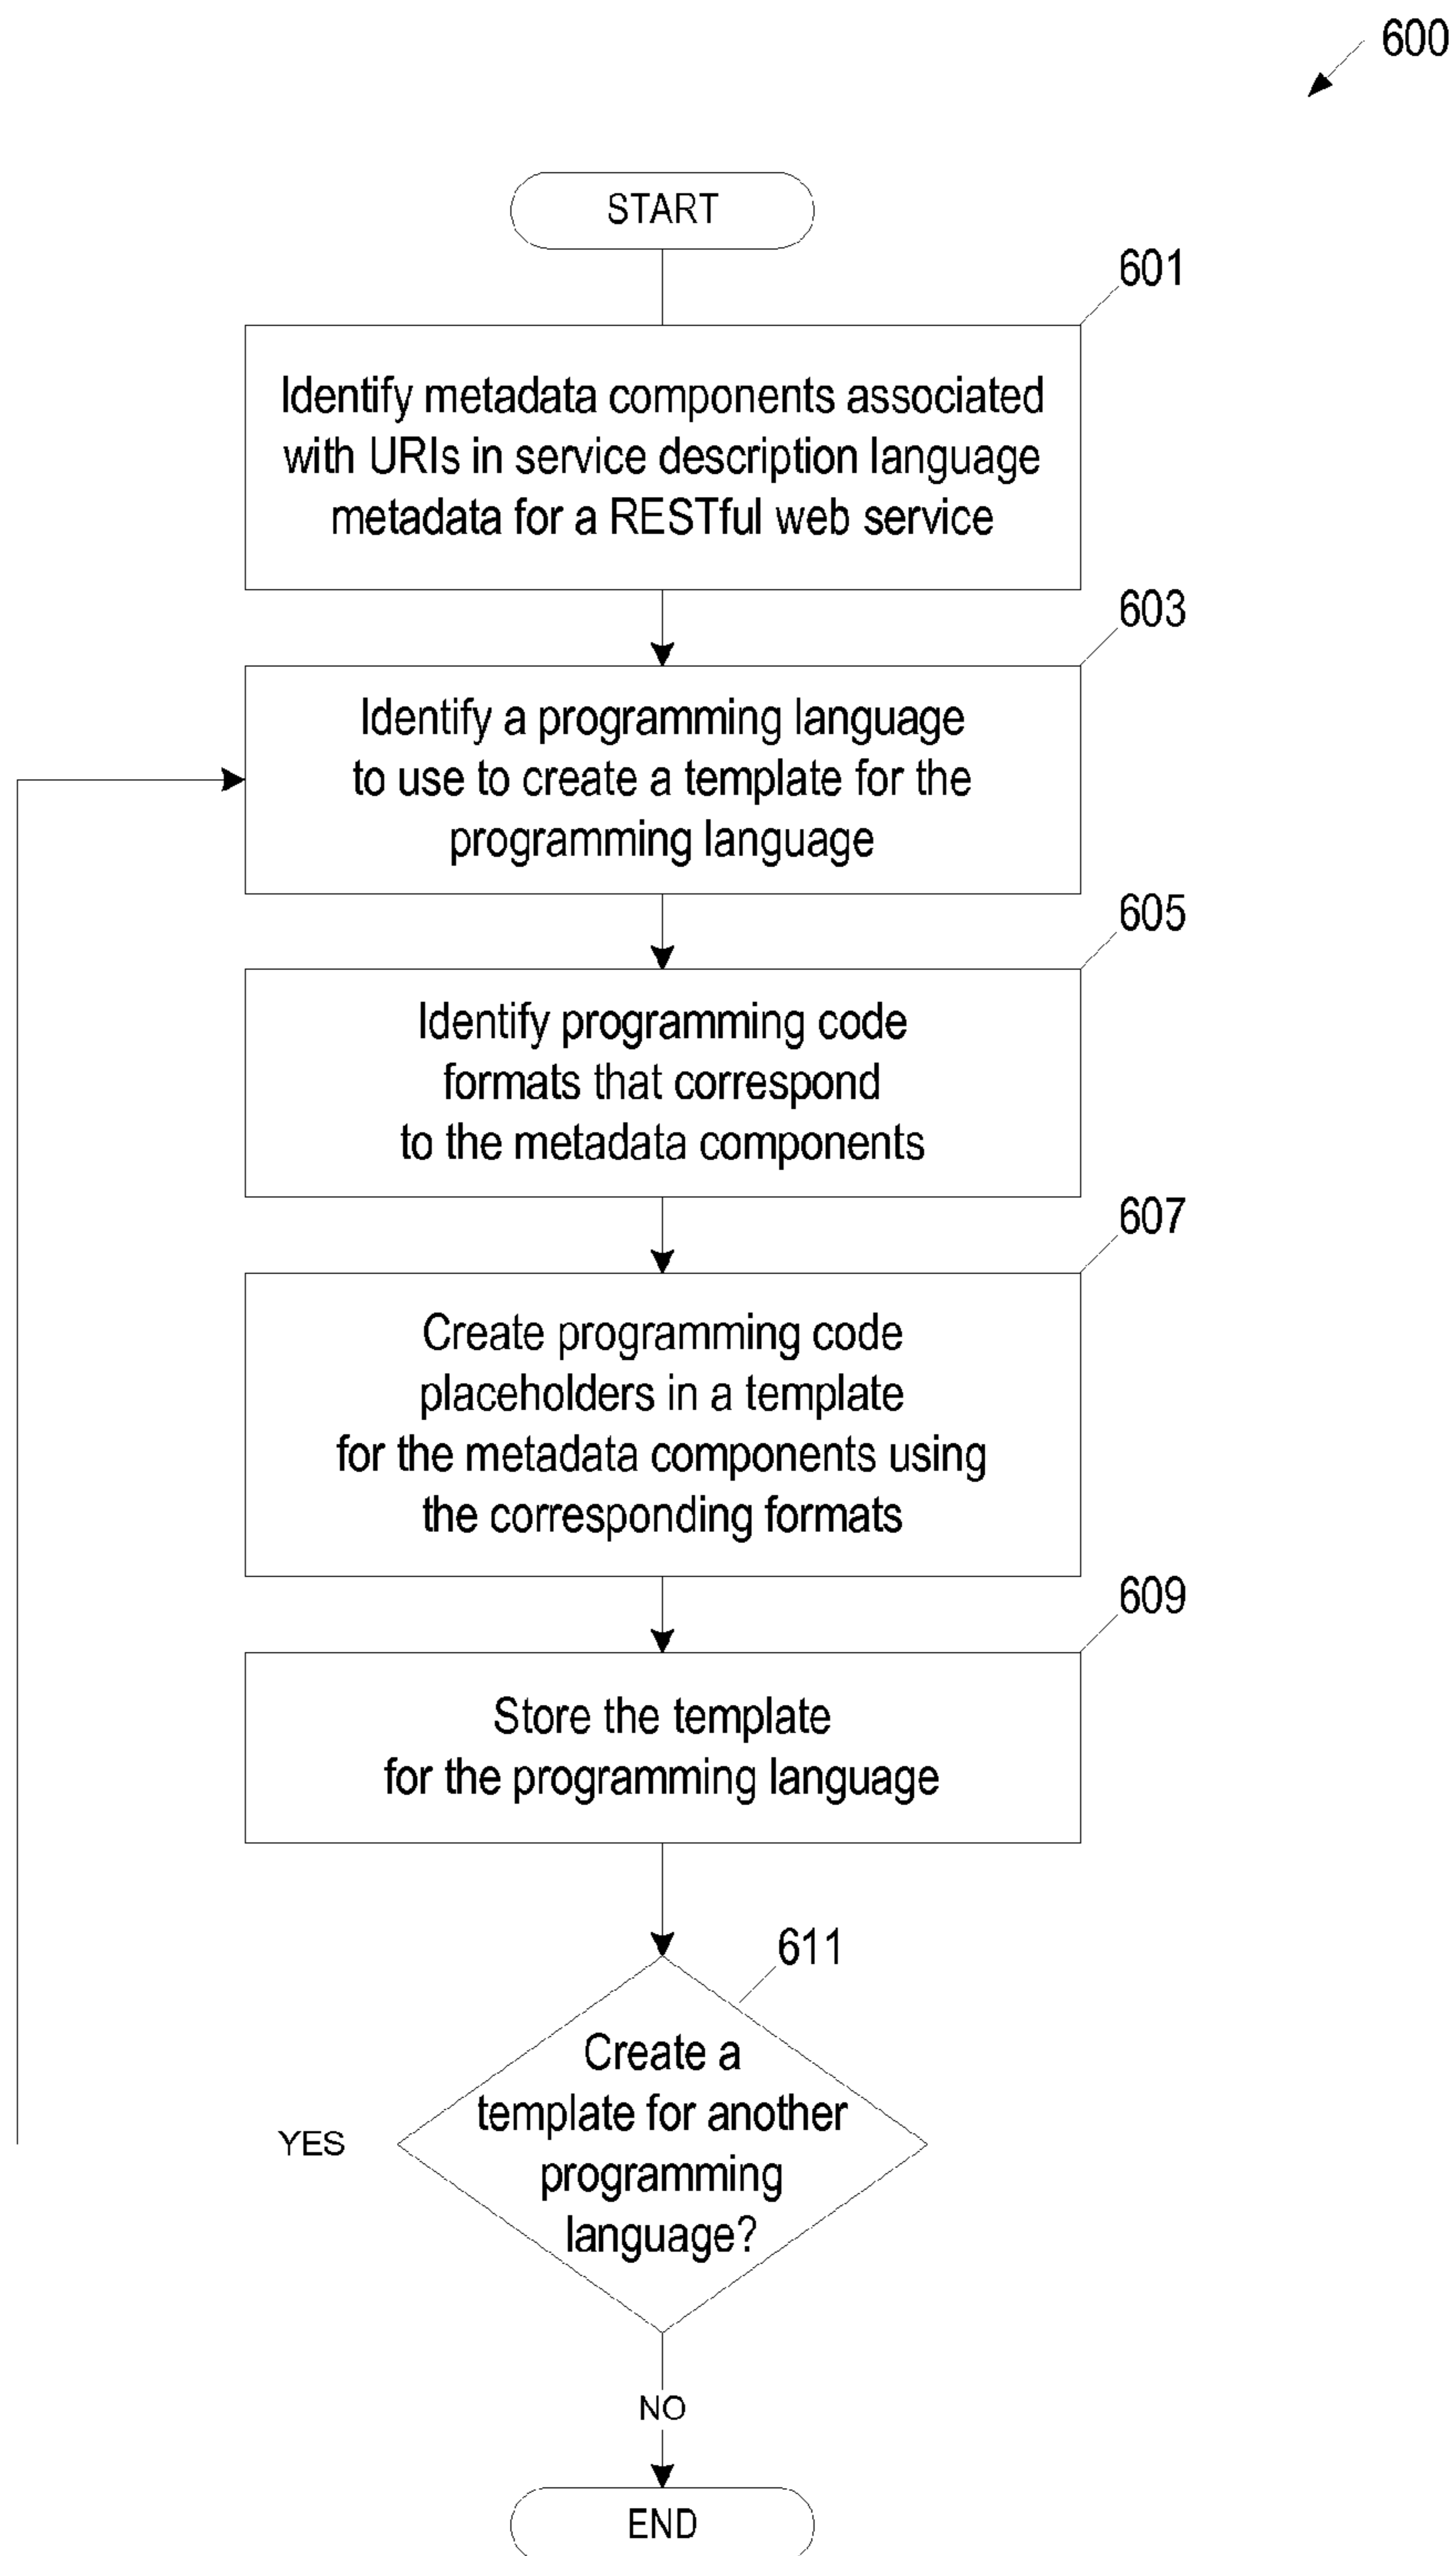 600
START
601
Identify metadata components associated
with URIs in service description language
metadata for a RESTful web service
603
Identify a programming language
to use to create a template for the
programming language
605
Identify programming code
formats that correspond
to the metadata components
607
Create programming code
placeholders in a template
for the metadata components using
the corresponding formats
609
Store the template
for the programming language
611
Create a
template for another
programming
language?
YES
NO
END